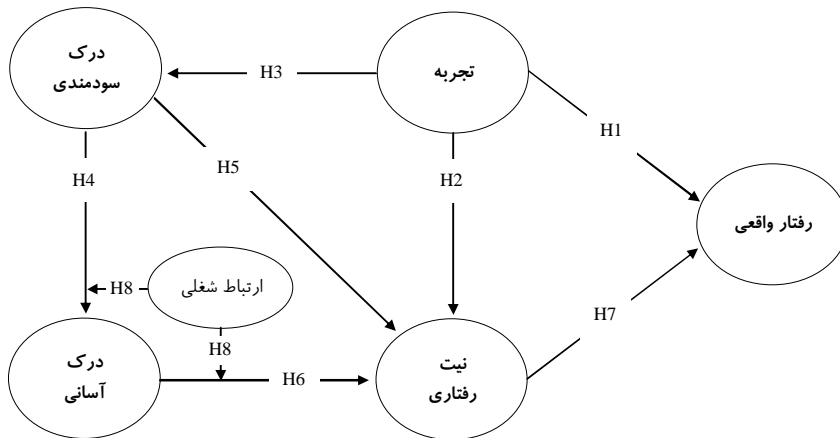 درک
سودمندی
H3
تجربه
H1
H4
H5
H2
رفتار واقعی
H8
ارتباط شغلی
H8
H7
درک
آسانی
H6
نیت
رفتاری